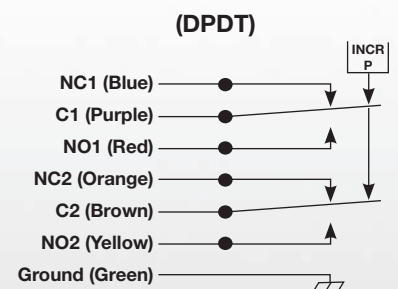 (DPDT)
INCR
P
NC1 (Blue)
C1 (Purple)
NO1 (Red)
NC2 (Orange)
C2 (Brown)
NO2 (Yellow)
Ground (Green)